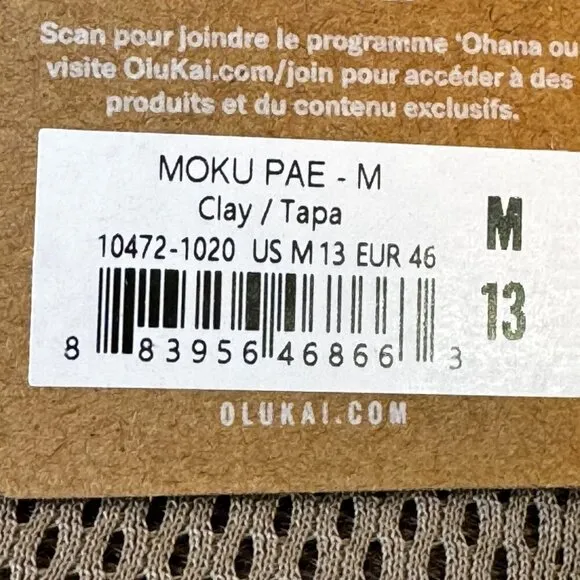 Scan pour joindre le programme ‘Ohana ou
visite OluKai.com/join pour accéder à des
produits et du contenu exclusifs.
MOKU PAE - M
Clay / Tapa
10472-1020 US M 13 EUR 46
M
13
8 83956 46866 3
OLUKAI.COM